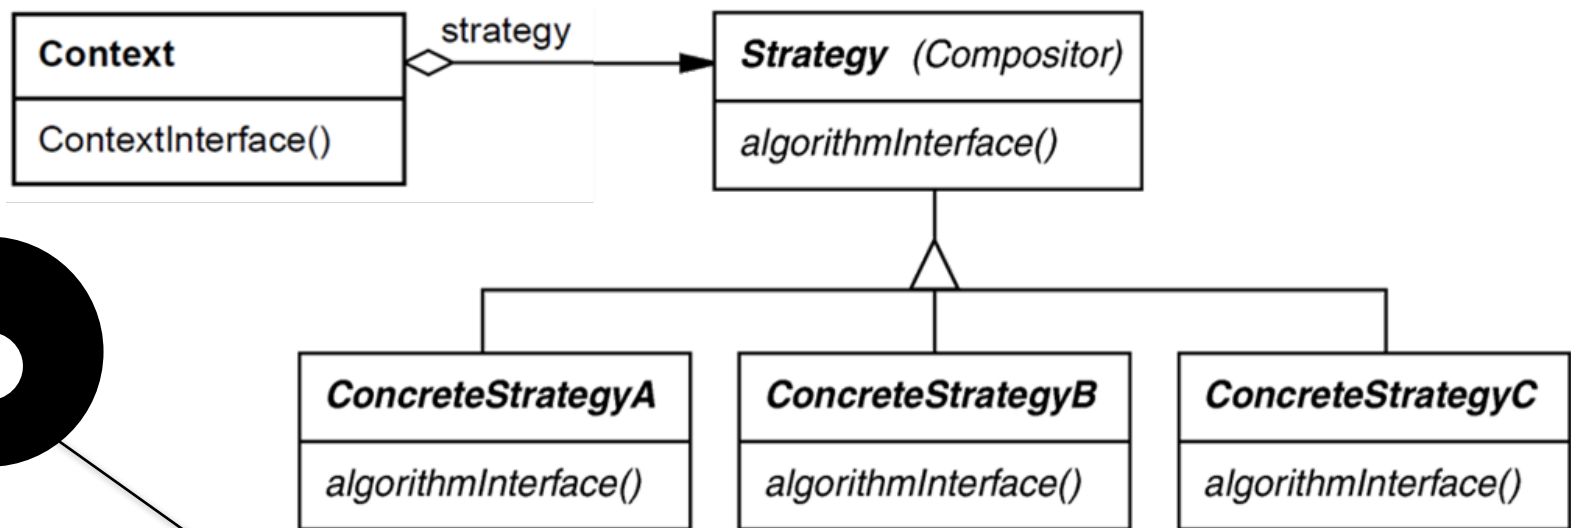 strategy
Context
Strategy (Compositor)
ContextInterface()
algorithmInterface()
ConcreteStrategyA
ConcreteStrategyB
ConcreteStrategyC
algorithmInterface()
algorithmInterface()
algorithmInterface()